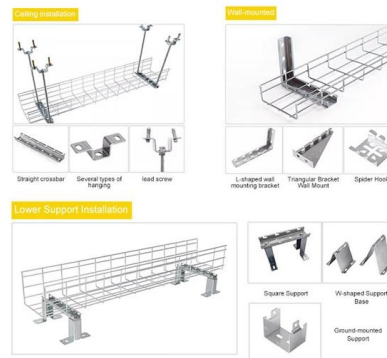 Ceiling installation
Wall-mounted
Straight crossbar
Several types of
hanging
lead screw
L-shaped wall
mounting bracket
Triangular Bracket
Wall Mount
Spider Hook
Lower Support Installation
Square Support
W-shaped Support
Base
Ground-mounted
Support